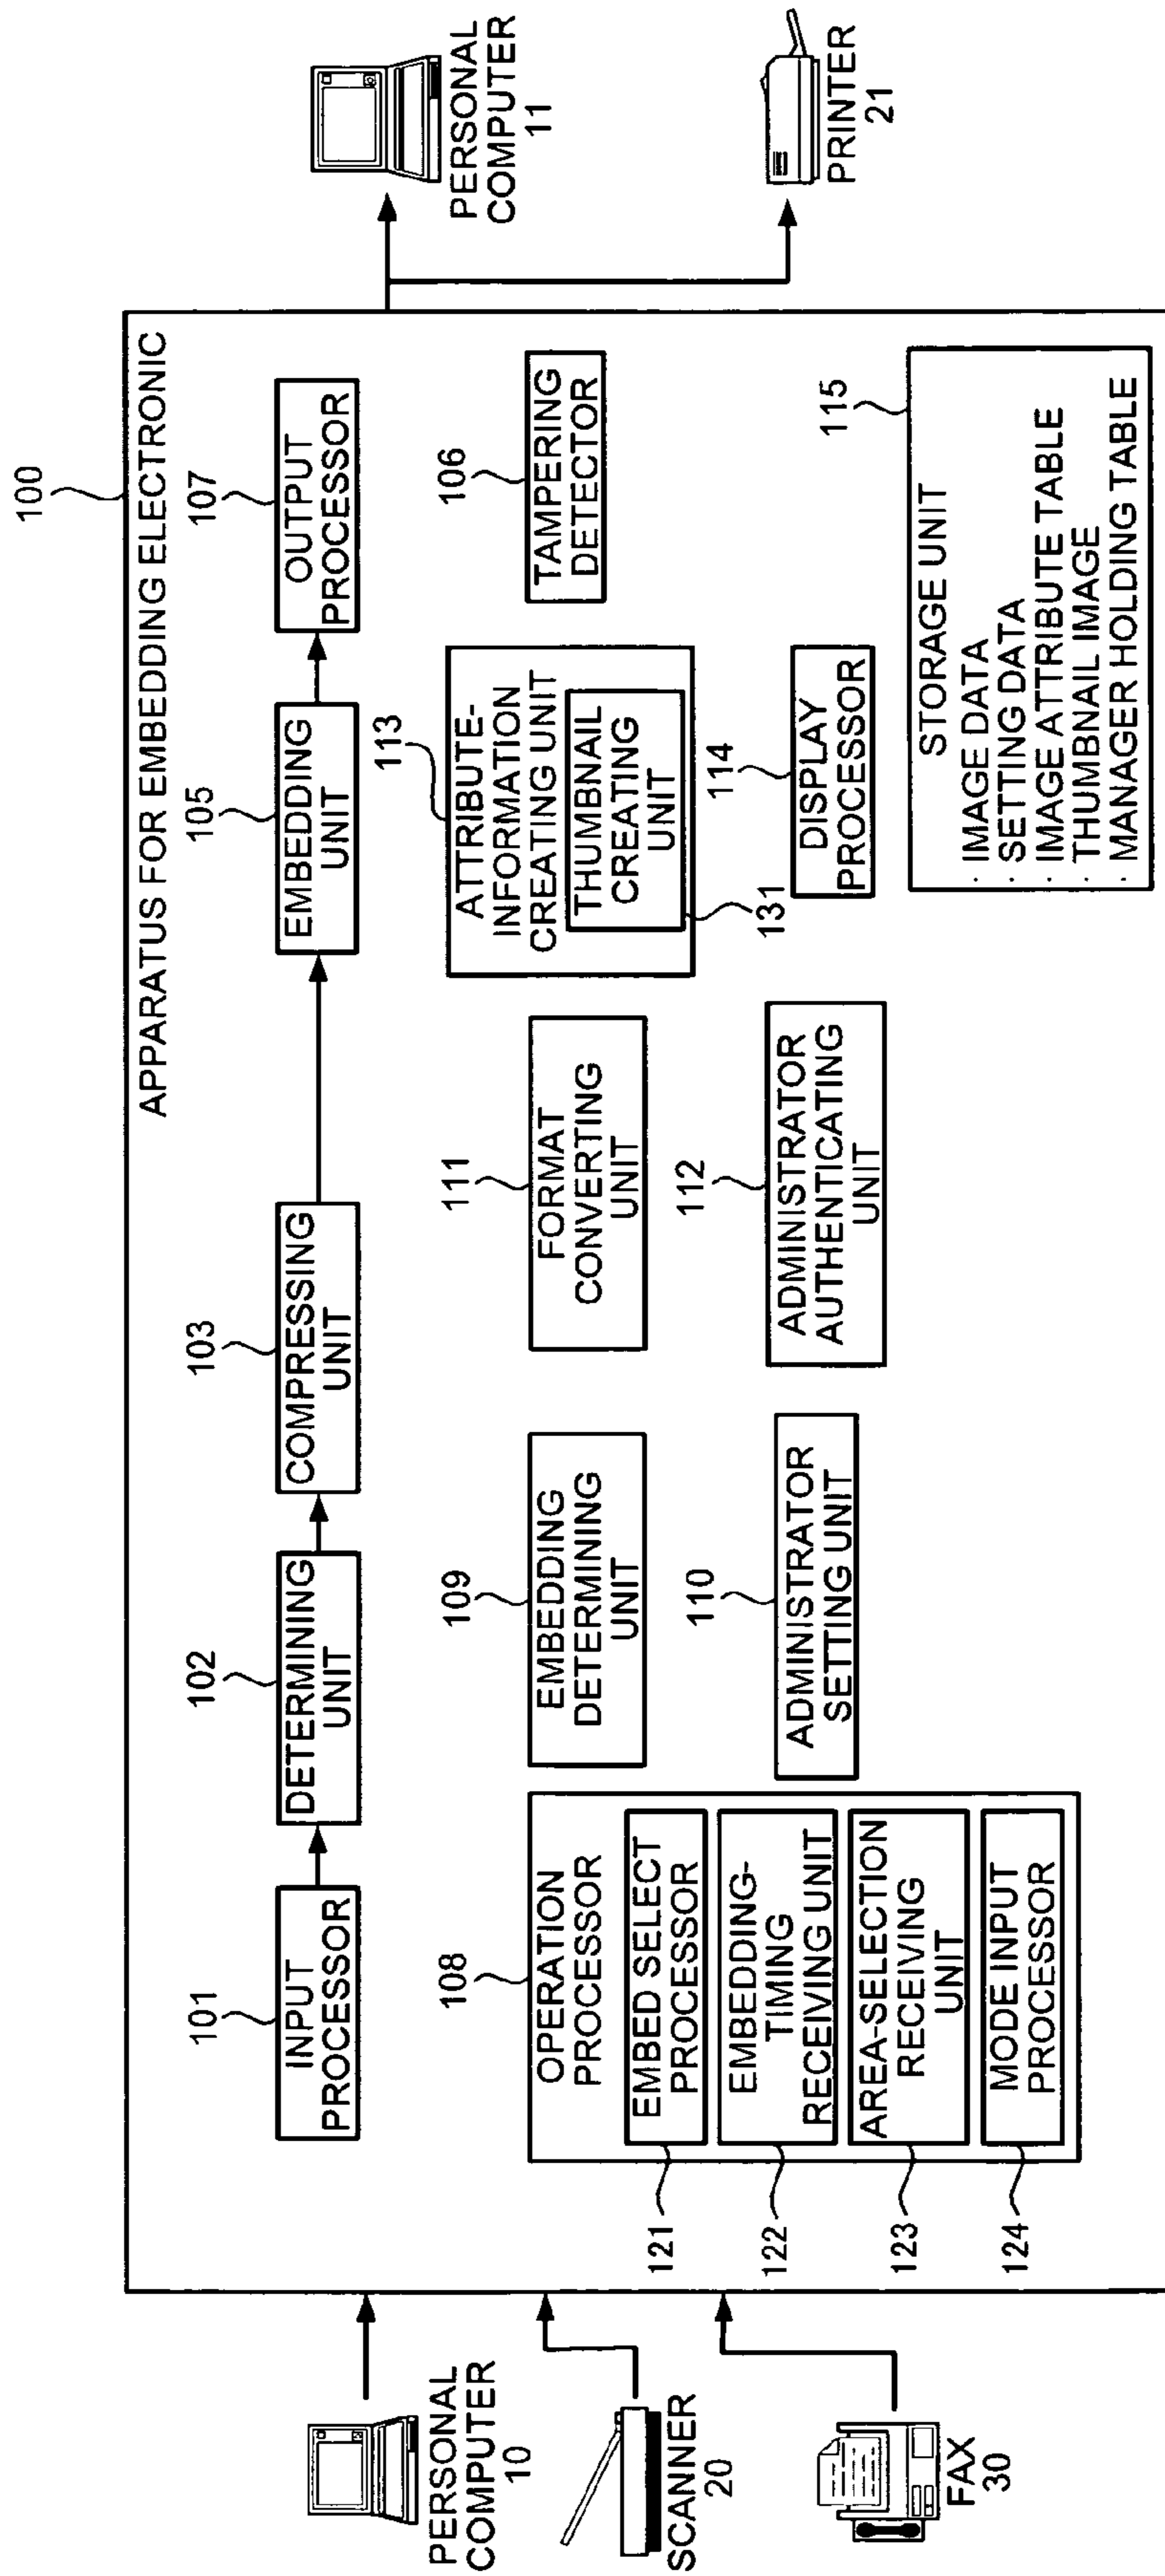 100
APPARATUS FOR EMBEDDING ELECTRONIC
PERSONAL
COMPUTER
10
SCANNER
20
FAX
30
101
INPUT
PROCESSOR
102
DETERMINING
UNIT
103
COMPRESSING
UNIT
105
EMBEDDING
UNIT
107
OUTPUT
PROCESSOR
108
OPERATION
PROCESSOR
EMBED SELECT
PROCESSOR
121
EMBEDDING-
TIMING
RECEIVING UNIT
122
AREA-SELECTION
RECEIVING
UNIT
123
MODE INPUT
PROCESSOR
124
109
EMBEDDING
DETERMINING
UNIT
110
ADMINISTRATOR
SETTING UNIT
111
FORMAT
CONVERTING
UNIT
112
ADMINISTRATOR
AUTHENTICATING
UNIT
113
ATTRIBUTE-
INFORMATION
CREATING UNIT
THUMBNAIL
CREATING
UNIT
131
114
DISPLAY
PROCESSOR
106
TAMPERING
DETECTOR
115
STORAGE UNIT
· IMAGE DATA
· SETTING DATA
· IMAGE ATTRIBUTE TABLE
· THUMBNAIL IMAGE
· MANAGER HOLDING TABLE
PERSONAL
COMPUTER
11
PRINTER
21